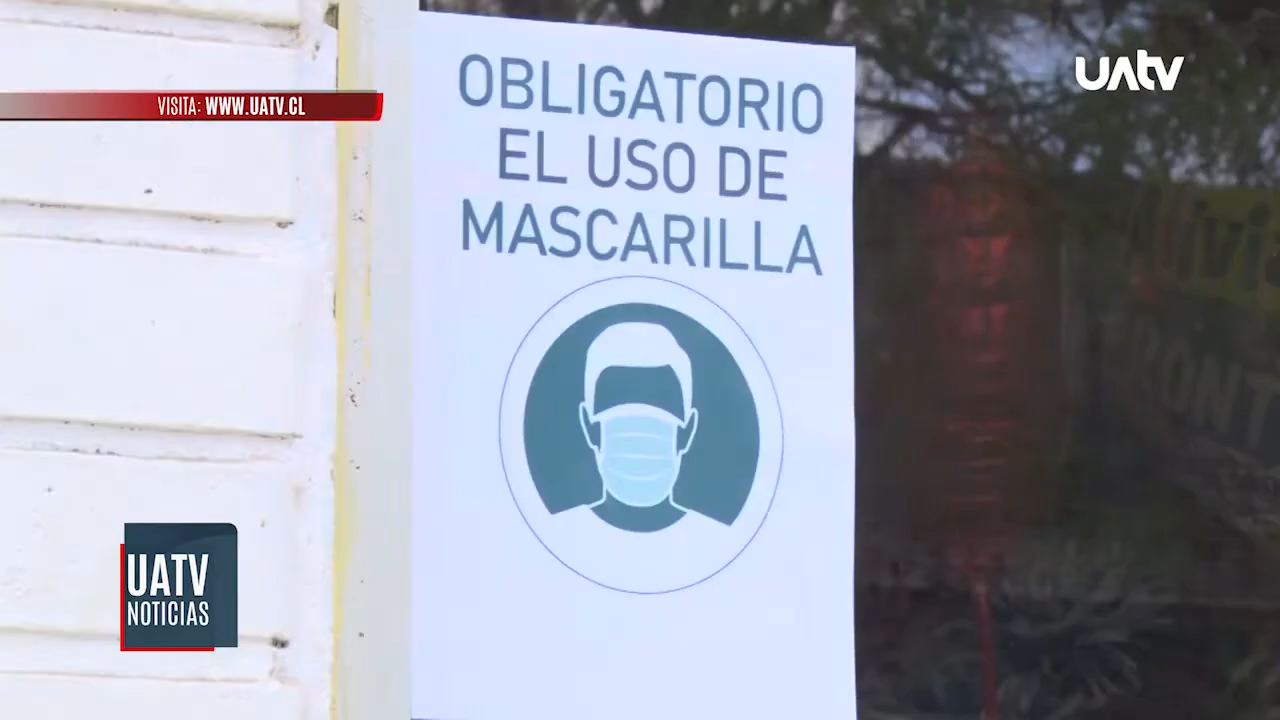 UATV
VISITA: WWW.UATV.CL
OBLIGATORIO
EL USO DE
MASCARILLA
UATV
NOTICIAS